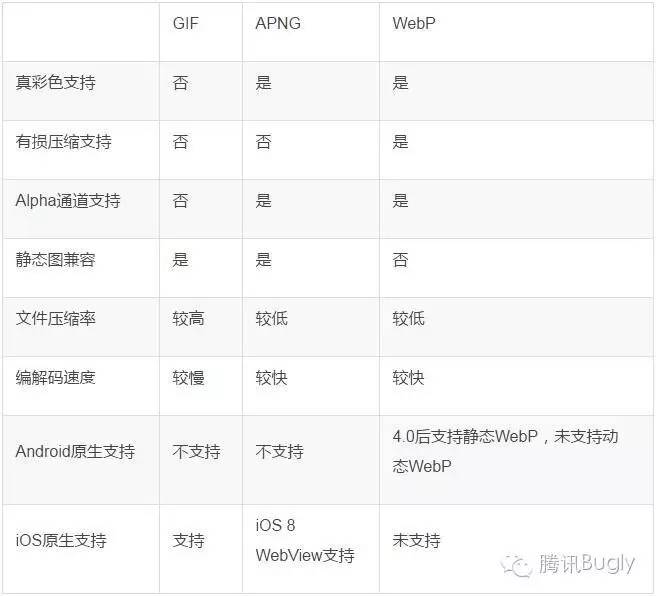 GIF APNG WebP
真彩色支持 否 是 是
有损压缩支持 否 否 是
Alpha通道支持 否 是 是
静态图兼容 是 是 否
文件压缩率 较高 较低 较低
编解码速度 较慢 较快 较快
Android原生支持 不支持 不支持 4.0后支持静态WebP，未支持动
态WebP
iOS原生支持 支持 iOS 8
WebView支持 未支持
腾讯Bugly